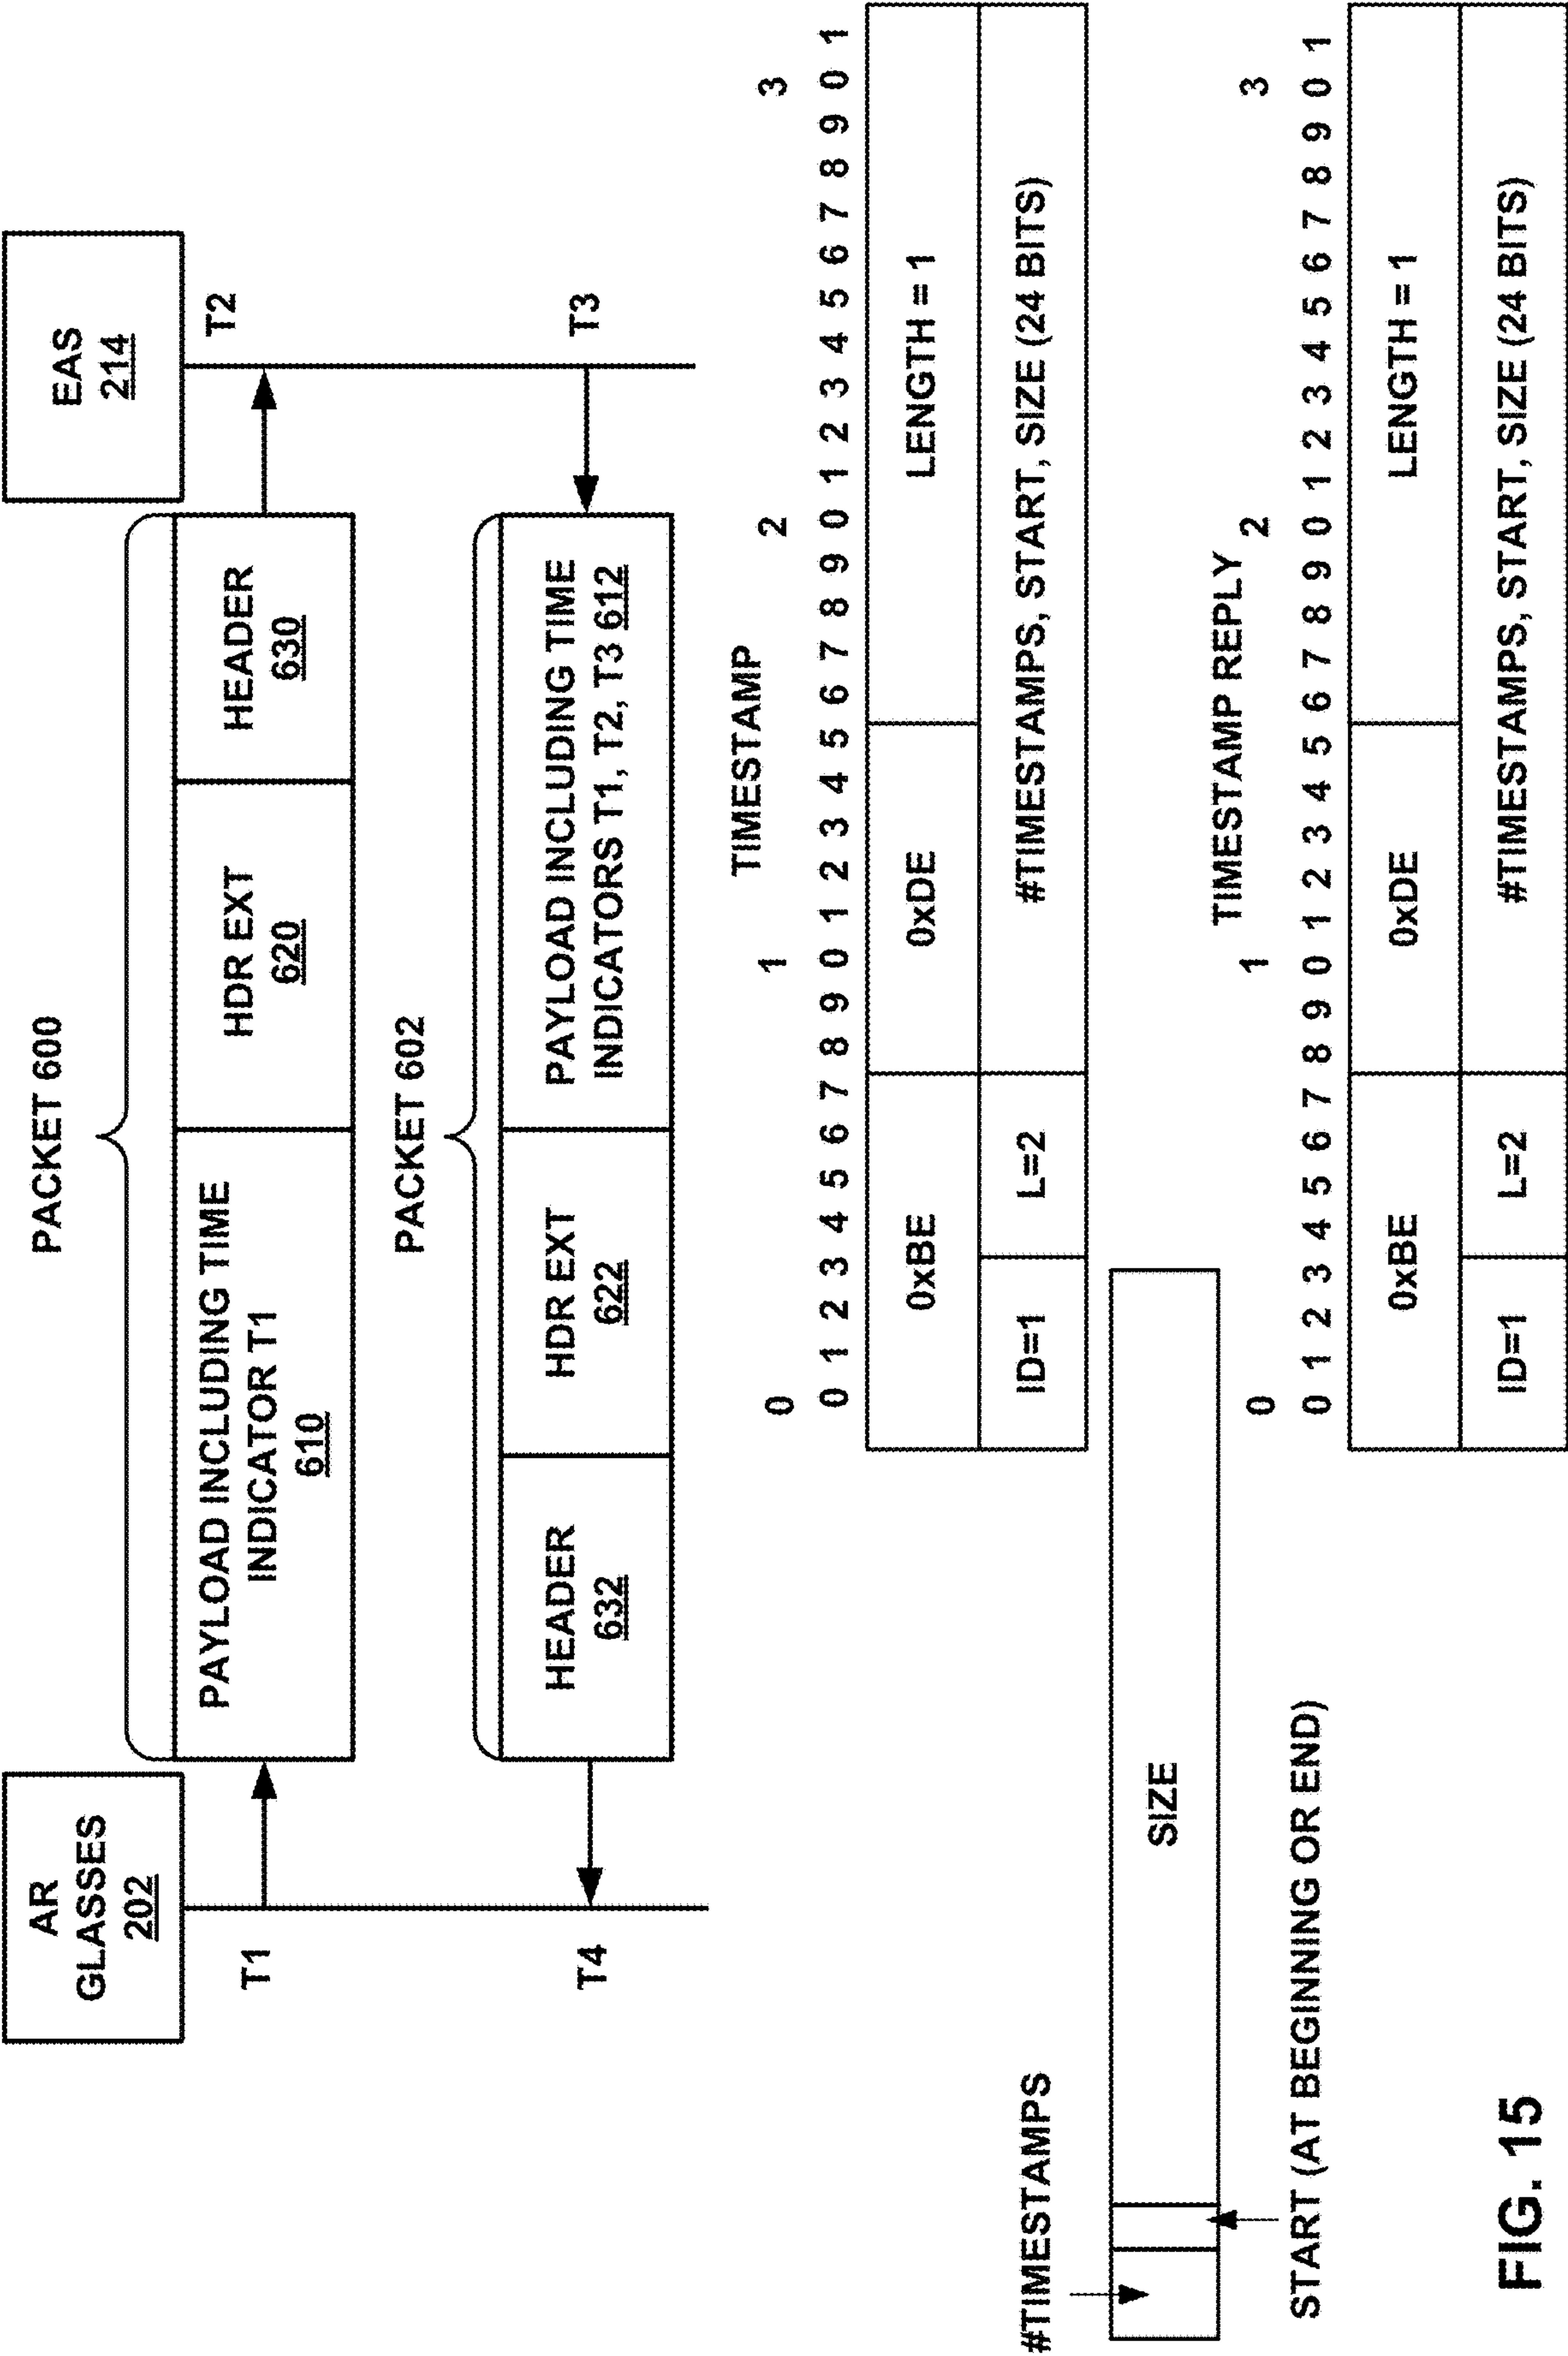 AR
GLASSES
202
EAS
214
PACKET 600
T1
PAYLOAD INCLUDING TIME
INDICATOR T1
610
HDR EXT
620
HEADER
630
T2
PACKET 602
T4
HEADER
632
HDR EXT
622
PAYLOAD INCLUDING TIME
INDICATORS T1, T2, T3 612
T3
TIMESTAMP
0 1 2 3
0 1 2 3 4 5 6 7 8 9 0 1 2 3 4 5 6 7 8 9 0 1 2 3 4 5 6 7 8 9 0 1
0xBE 0xDE LENGTH = 1
ID=1 L=2 #TIMESTAMPS, START, SIZE (24 BITS)
#TIMESTAMPS
SIZE
START (AT BEGINNING OR END)
TIMESTAMP REPLY
0 1 2 3
0 1 2 3 4 5 6 7 8 9 0 1 2 3 4 5 6 7 8 9 0 1 2 3 4 5 6 7 8 9 0 1
0xBE 0xDE LENGTH = 1
ID=1 L=2 #TIMESTAMPS, START, SIZE (24 BITS)
FIG. 15